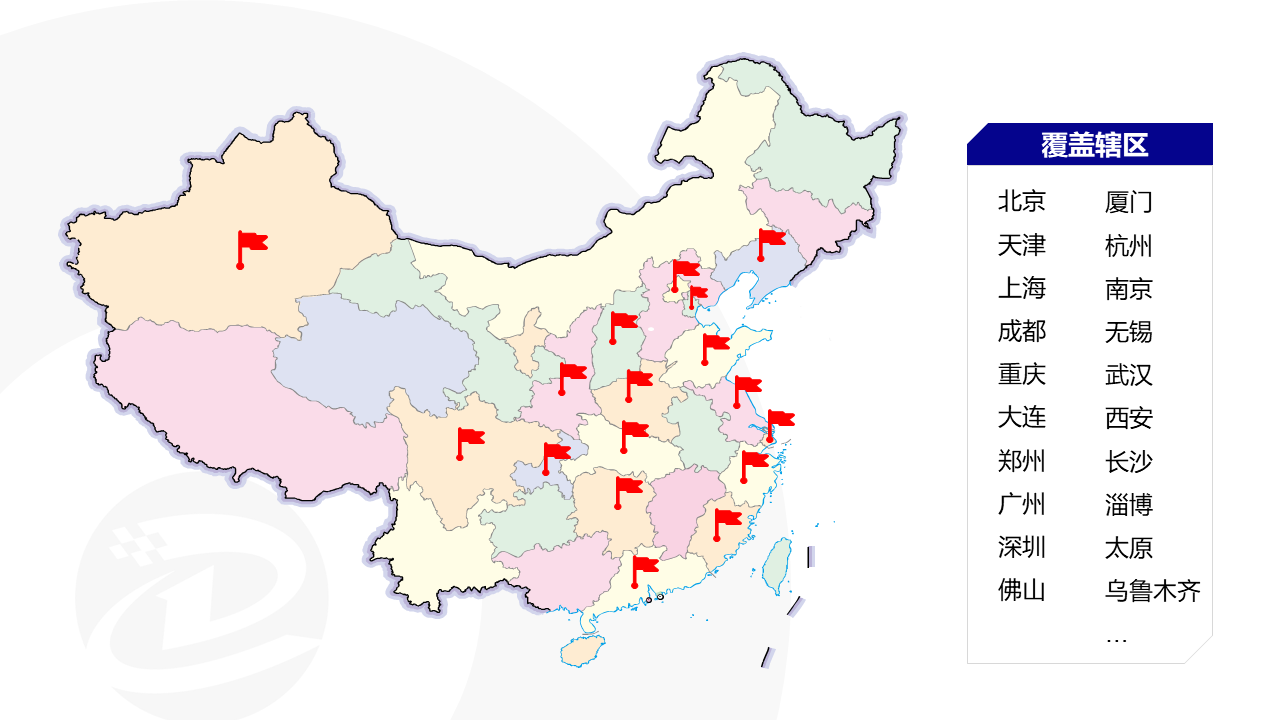 覆盖辖区
北京 厦门
天津 杭州
上海 南京
成都 无锡
重庆 武汉
大连 西安
郑州 长沙
广州 淄博
深圳 太原
佛山 乌鲁木齐
…